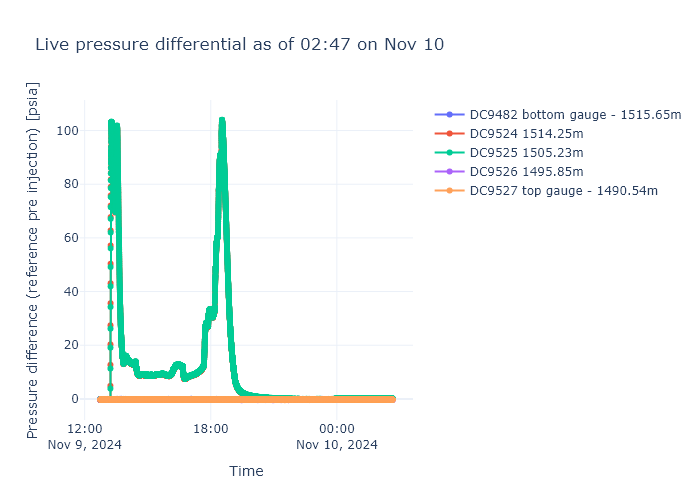 Live pressure differential as of 02:47 on Nov 10
Pressure difference (reference pre injection) [psia]
100
80
60
40
20
0
12:00
Nov 9, 2024
18:00
00:00
Nov 10, 2024
Time
DC9482 bottom gauge - 1515.65m
DC9524 1514.25m
DC9525 1505.23m
DC9526 1495.85m
DC9527 top gauge - 1490.54m